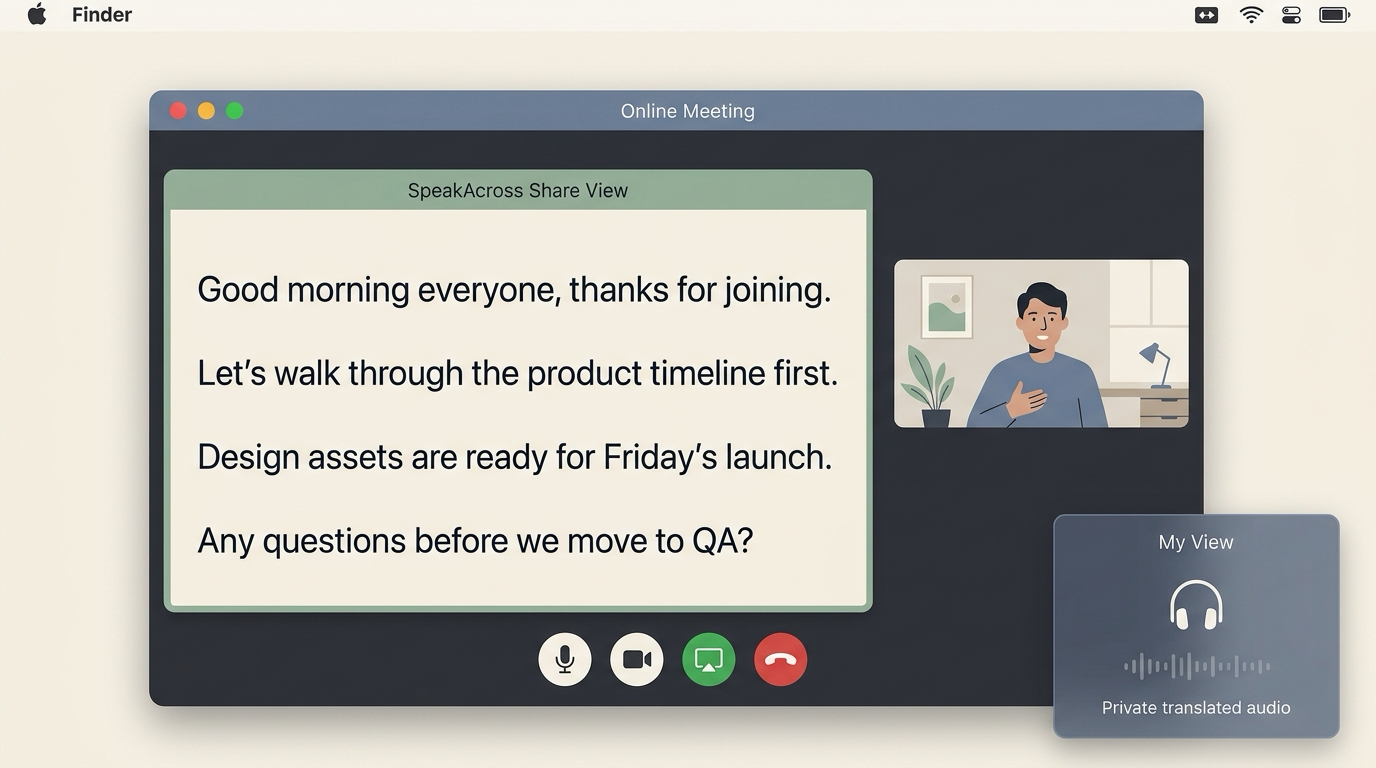 Finder
Online Meeting
SpeakAcross Share View
Good morning everyone, thanks for joining.
Let’s walk through the product timeline first.
Design assets are ready for Friday’s launch.
Any questions before we move to QA?
My View
Private translated audio